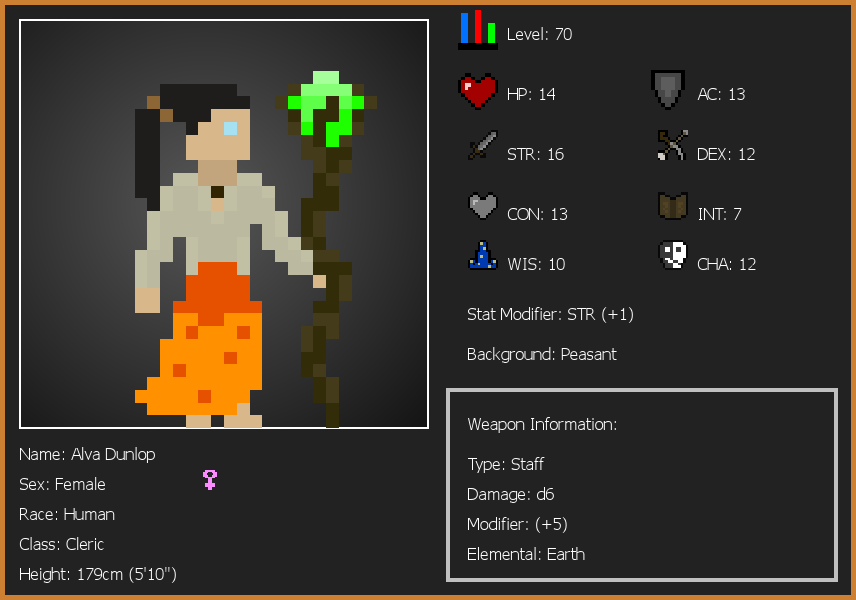 Level: 70
HP: 14
AC: 13
STR: 16
DEX: 12
CON: 13
INT: 7
WIS: 10
CHA: 12
Stat Modifier: STR (+1)
Background: Peasant
Weapon Information:
Type: Staff
Damage: d6
Modifier: (+5)
Elemental: Earth
Name: Alva Dunlop
Sex: Female
Race: Human
Class: Cleric
Height: 179cm (5'10")